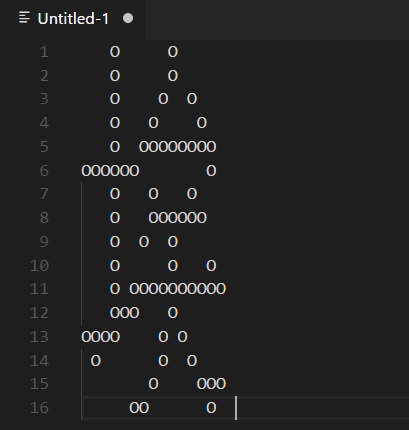 Untitled-1
1    O     O
2    O     O
3    O    O  O
4    O   O    O
5    O  OOOOOOOO
6 OOOOOO       O
7    O   O   O
8    O   OOOOOO
9    O  O  O
10    O     O   O
11    O OOOOOOOOOO
12    OOO   O
13 OOOO    O O
14  O      O  O
15        O    OOO
16      OO      O